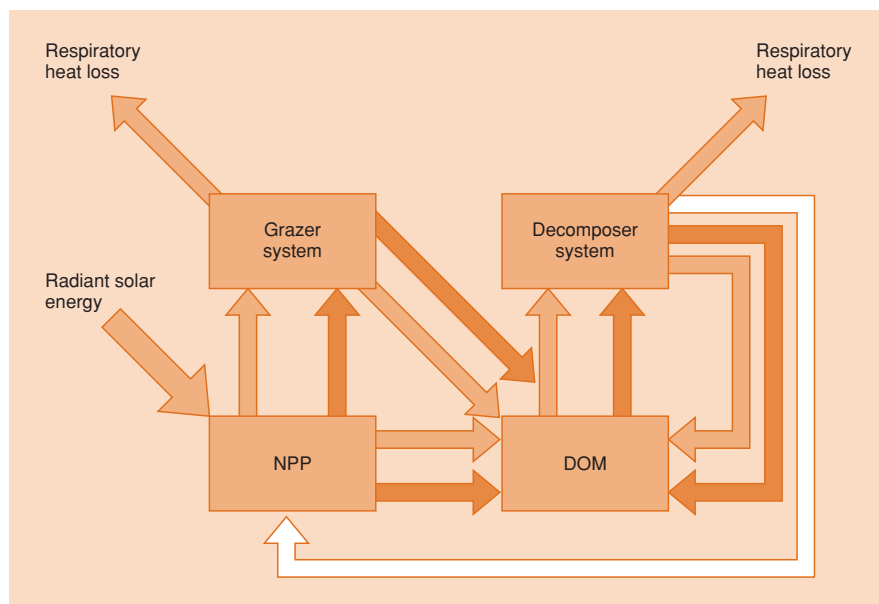 Respiratory
heat loss
Respiratory
heat loss
Grazer
system
Decomposer
system
Radiant solar
energy
NPP
DOM